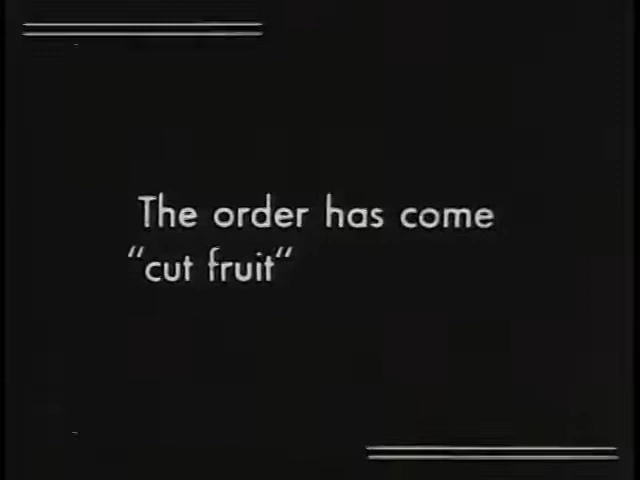 The order has come
“cut fruit“